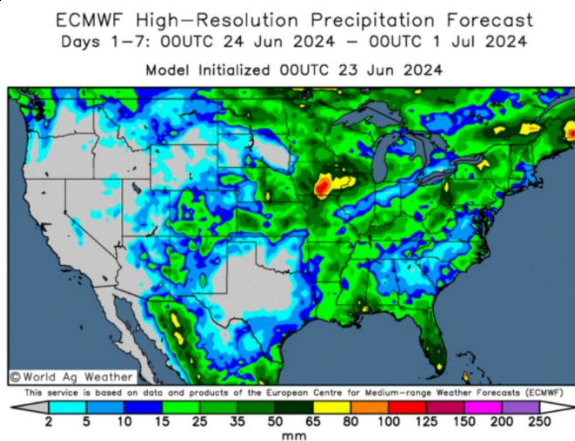 ECMWF High-Resolution Precipitation Forecast
Days 1-7: 00UTC 24 Jun 2024 - 00UTC 1 Jul 2024
Model Initialized 00UTC 23 Jun 2024
© World Ag Weather
This service is based on data and products of the European Centre for Medium-range Weather Forecasts (ECMWF)
2 5 10 15 25 35 50 65 80 100 125 150 200 250
mm